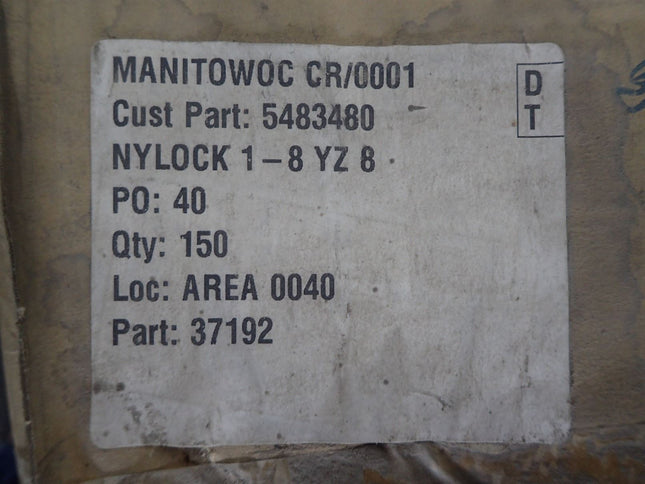 MANITOWOC CR/0001
Cust Part: 5483480
NYLOCK 1-8 YZ 8
PO: 40
Qty: 150
Loc: AREA 0040
Part: 37192
D
T